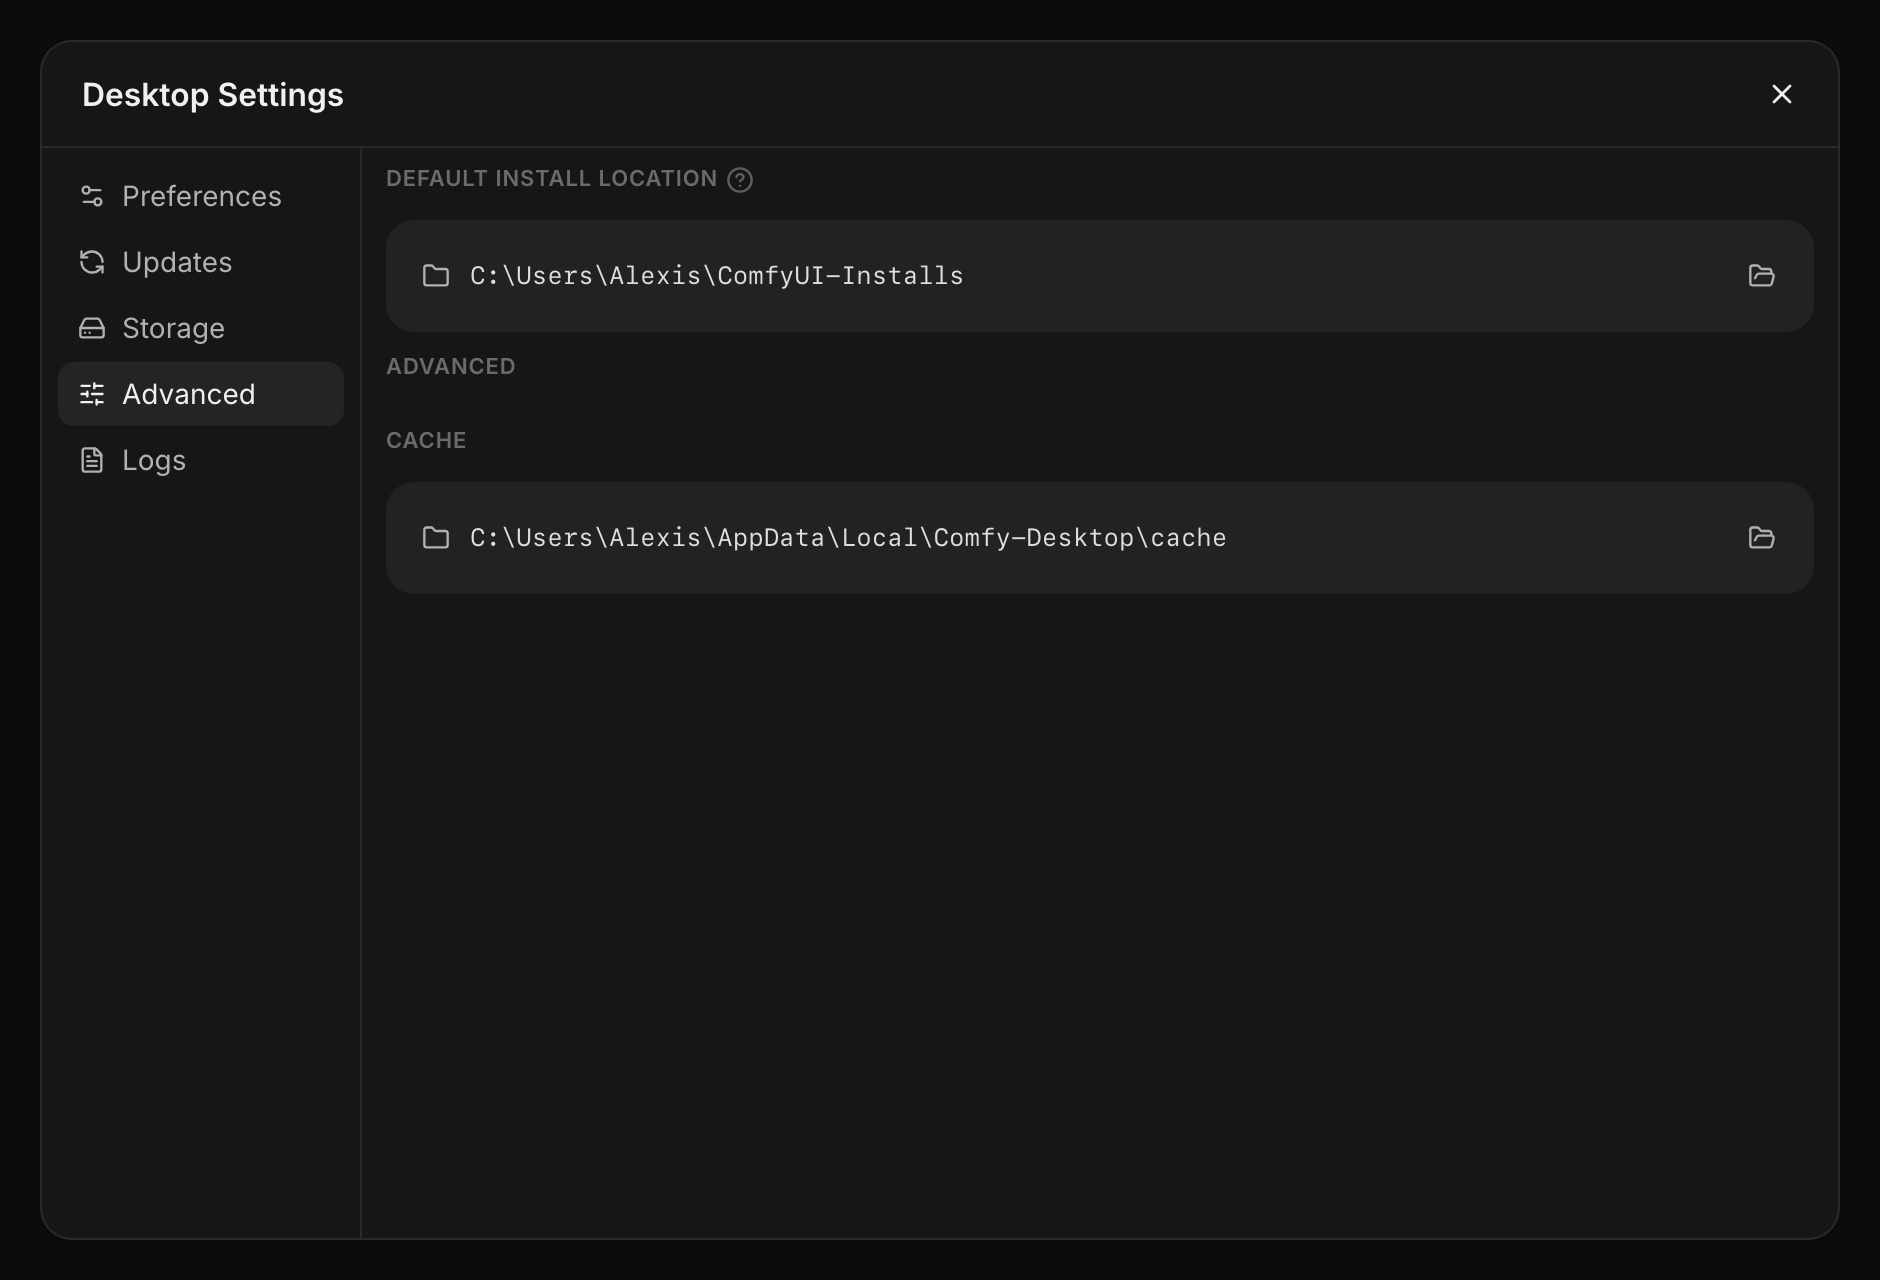 Desktop Settings
Preferences
Updates
Storage
Advanced
Logs
DEFAULT INSTALL LOCATION
C:\Users\Alexis\ComfyUI-Installs
ADVANCED
CACHE
C:\Users\Alexis\AppData\Local\Comfy-Desktop\cache